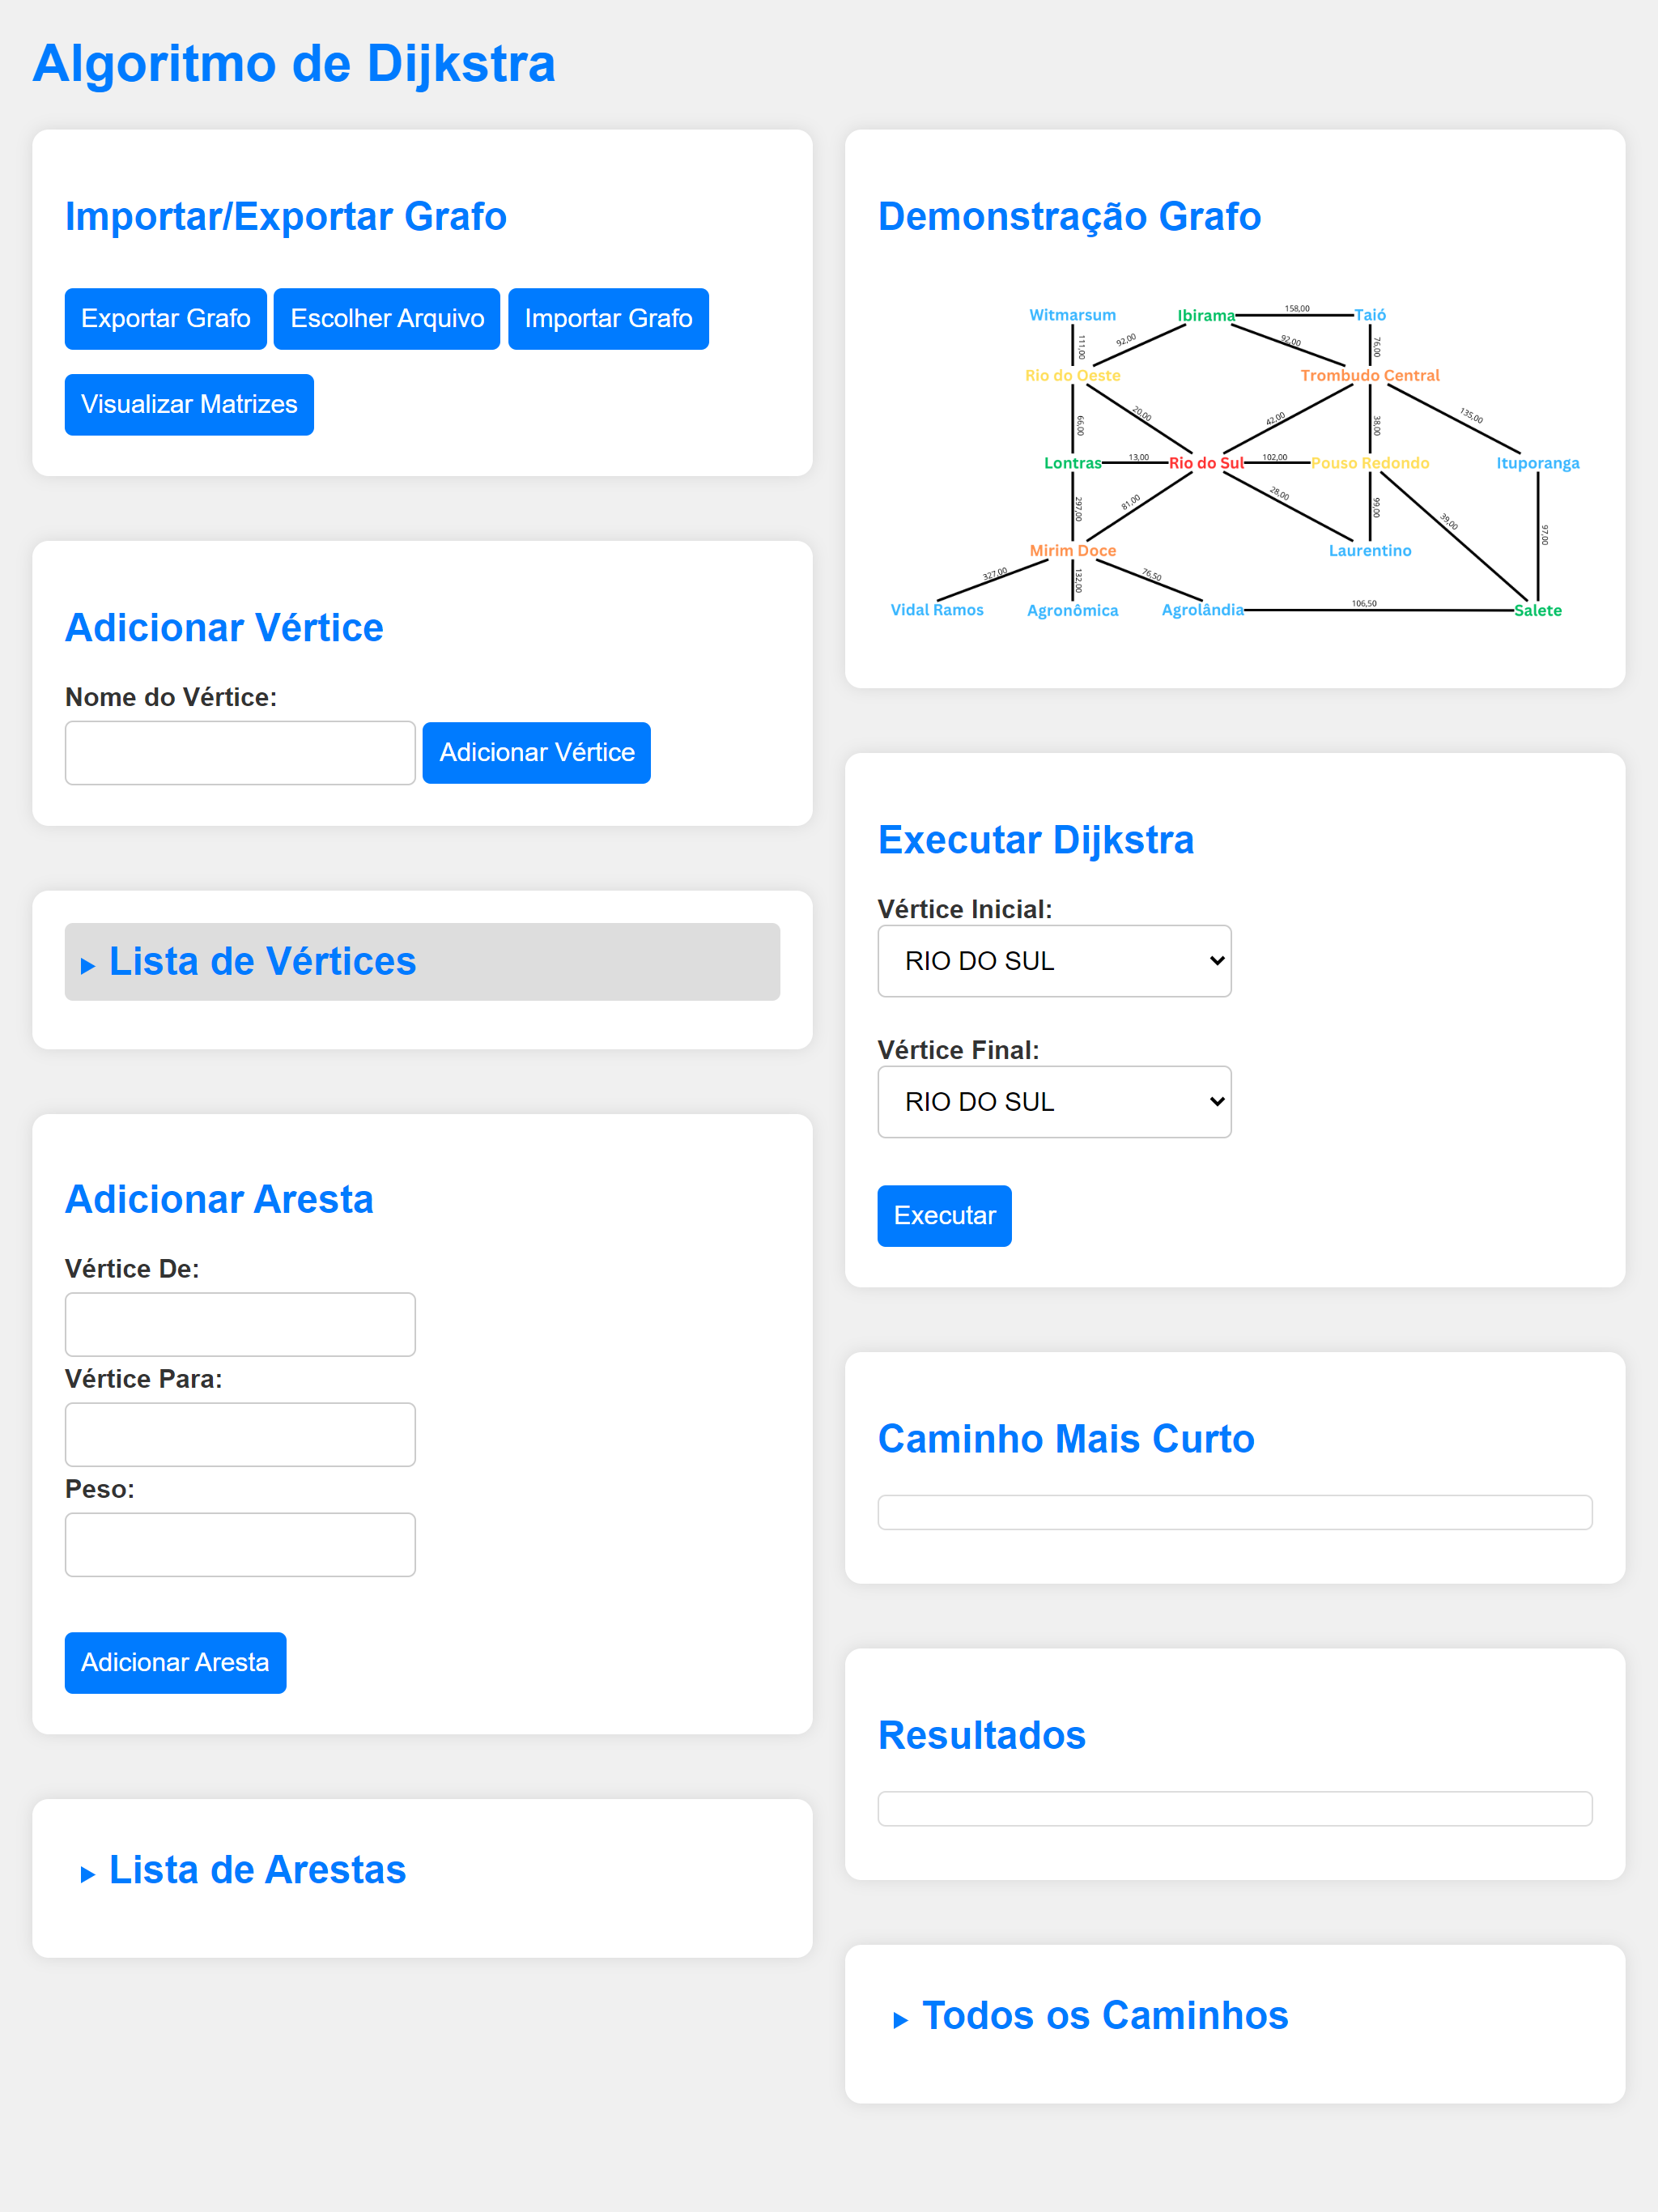 Algoritmo de Dijkstra
Importar/Exportar Grafo
Exportar Grafo
Escolher Arquivo
Importar Grafo
Visualizar Matrizes
Adicionar Vértice
Nome do Vértice:
Adicionar Vértice
Lista de Vértices
Adicionar Aresta
Vértice De:
Vértice Para:
Peso:
Adicionar Aresta
Lista de Arestas
Demonstração Grafo
Witmarsum
Ibirama
158,00
Taió
111,00
92,00
92,00
76,00
Rio do Oeste
Trombudo Central
66,00
20,00
42,00
38,00
135,00
Lontras
13,00
Rio do Sul
102,00
Pouso Redondo
Ituporanga
297,00
81,00
28,00
99,00
39,00
97,00
Mirim Doce
Laurentino
327,00
132,00
76,50
Vidal Ramos
Agronômica
Agrolândia
106,50
Salete
Executar Dijkstra
Vértice Inicial:
RIO DO SUL
Vértice Final:
RIO DO SUL
Executar
Caminho Mais Curto
Resultados
Todos os Caminhos